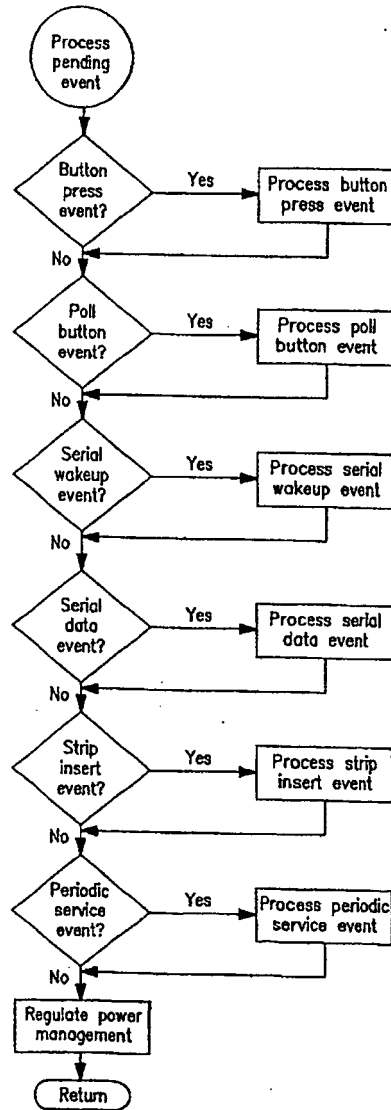 Process
pending
event
Button
press
event?
Yes
Process button
press event
No
Poll
button
event?
Yes
Process poll
button event
No
Serial
wakeup
event?
Yes
Process serial
wakeup event
No
Serial
data
event?
Yes
Process serial
data event
No
Strip
insert
event?
Yes
Process strip
insert event
No
Periodic
service
event?
Yes
Process periodic
service event
No
Regulate power
management
Return